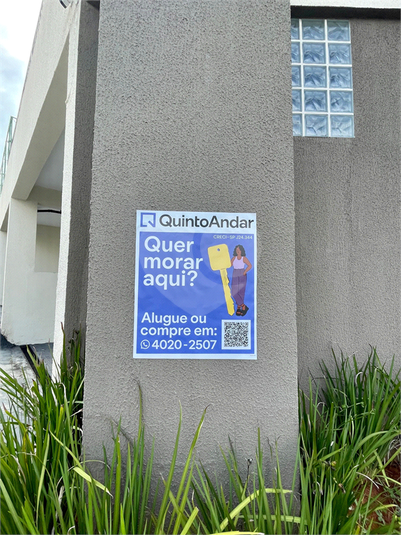 QuintoAndar
Quer
morar
aqui?
Alugue ou
compre em:
4020-2507